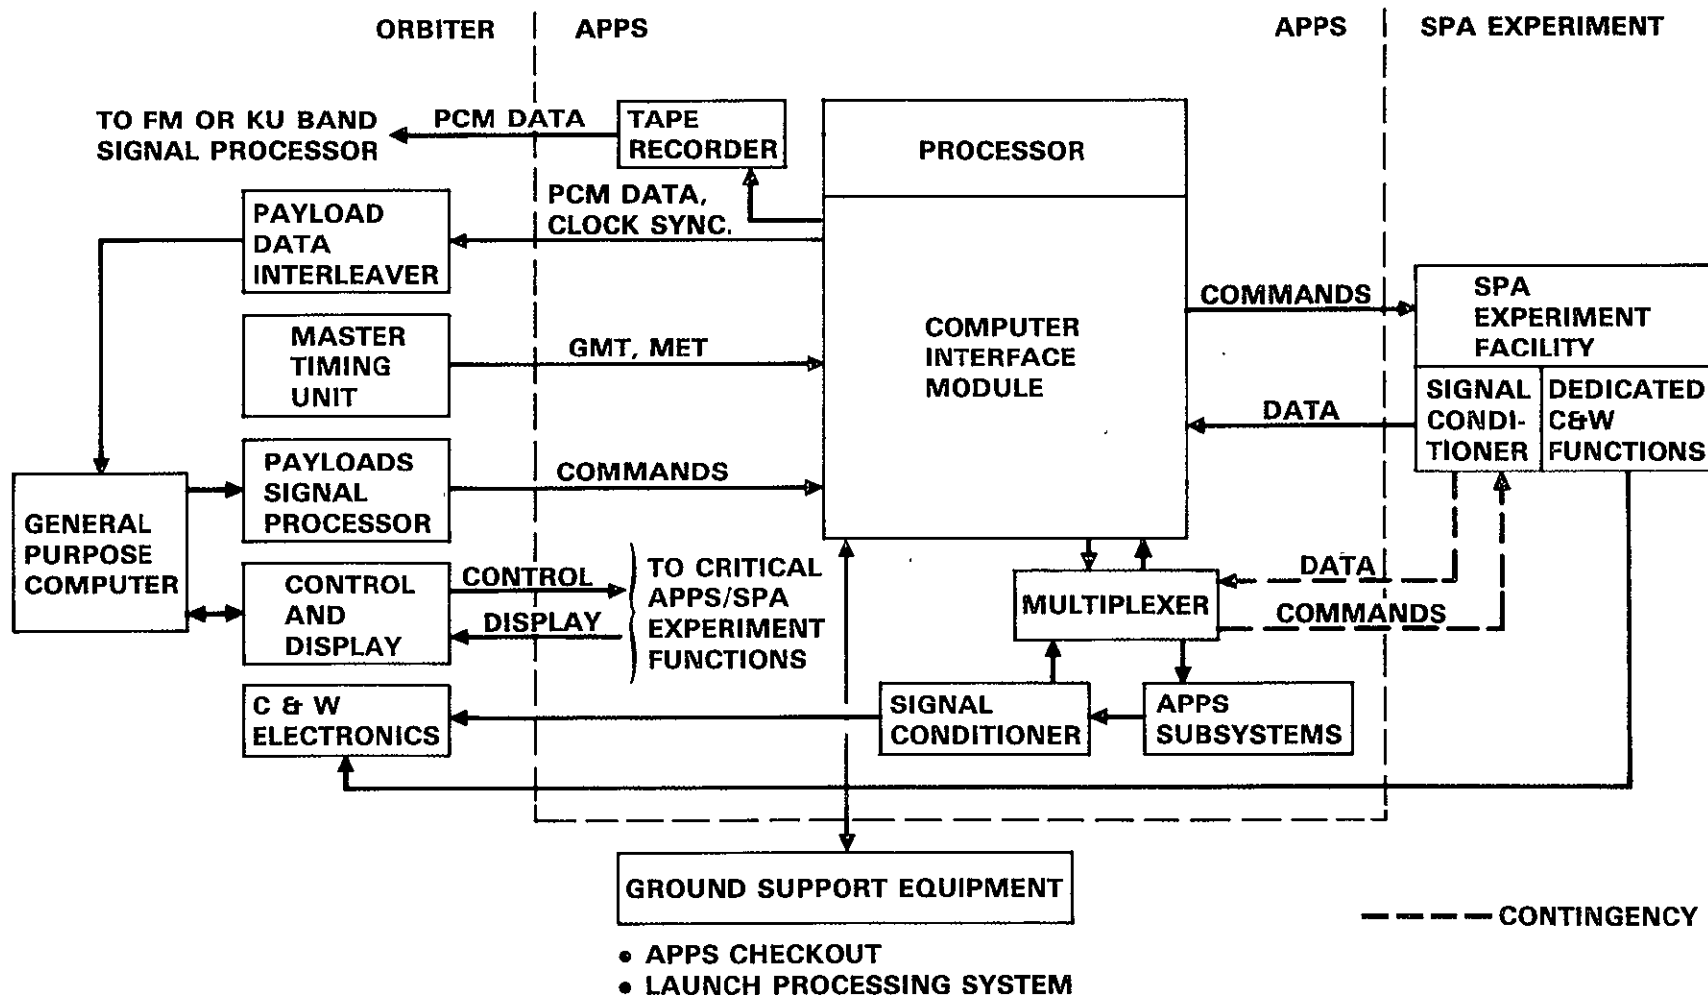 ORBITER
APPS
APPS
SPA EXPERIMENT
TO FM OR KU BAND
SIGNAL PROCESSOR
PCM DATA
TAPE
RECORDER
PROCESSOR
PAYLOAD
DATA
INTERLEAVER
PCM DATA,
CLOCK SYNC.
COMMANDS
SPA
EXPERIMENT
FACILITY
MASTER
TIMING
UNIT
GMT, MET
COMPUTER
INTERFACE
MODULE
DATA
SIGNAL
CONDI-
TIONER
DEDICATED
C&W
FUNCTIONS
PAYLOADS
SIGNAL
PROCESSOR
COMMANDS
GENERAL
PURPOSE
COMPUTER
CONTROL
AND
DISPLAY
CONTROL
DISPLAY
TO CRITICAL
APPS/SPA
EXPERIMENT
FUNCTIONS
MULTIPLEXER
DATA
COMMANDS
C & W
ELECTRONICS
SIGNAL
CONDITIONER
APPS
SUBSYSTEMS
GROUND SUPPORT EQUIPMENT
CONTINGENCY
• APPS CHECKOUT
• LAUNCH PROCESSING SYSTEM